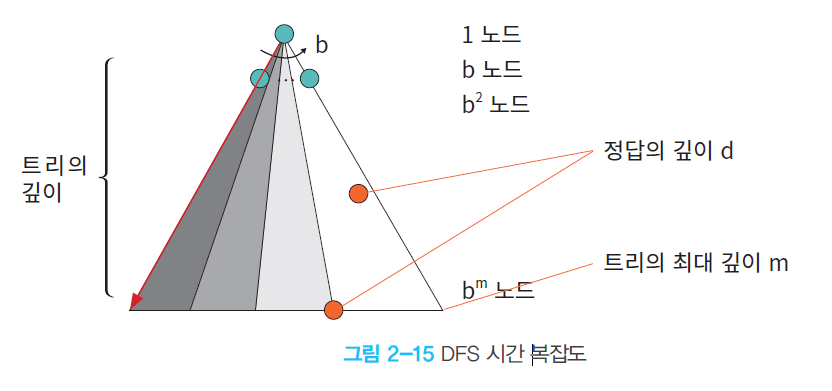 b
1 노드
b 노드
b² 노드
정답의 깊이 d
트리의
깊이
트리의 최대 깊이 m
bᵐ 노드
그림 2-15 DFS 시간 복잡도